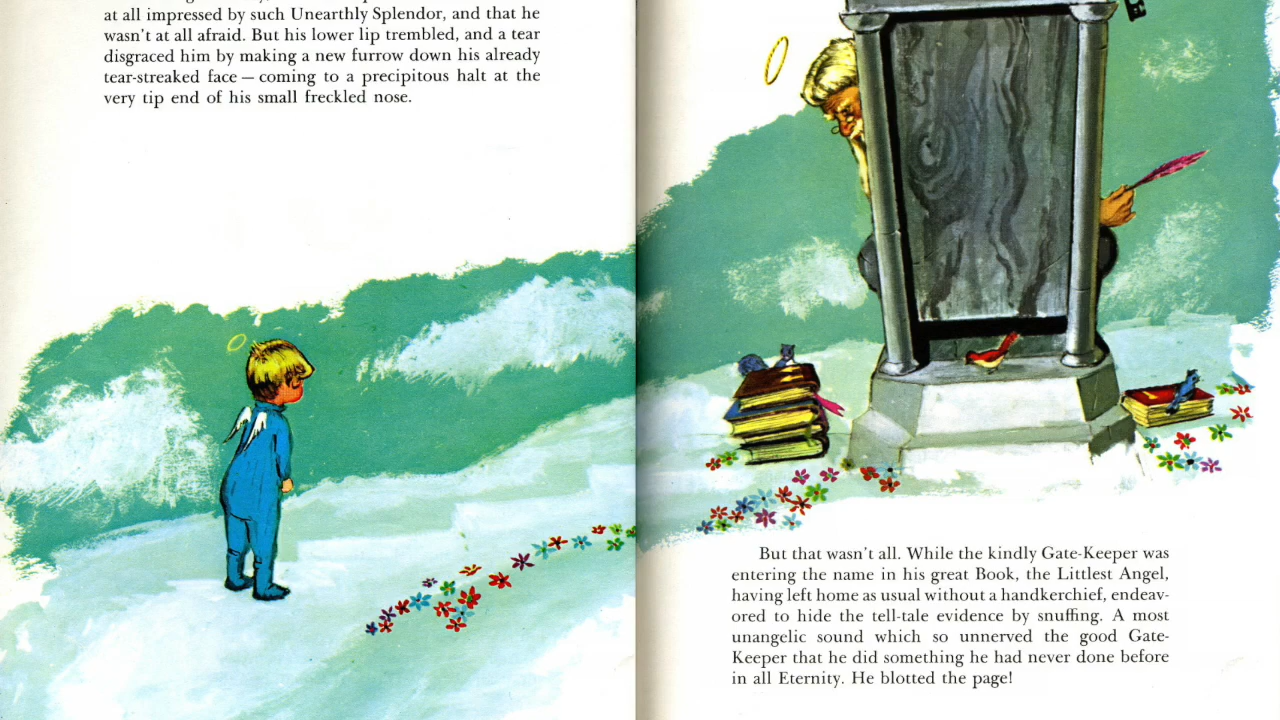 at all impressed by such Unearthly Splendor, and that he
wasn't at all afraid. But his lower lip trembled, and a tear
disgraced him by making a new furrow down his already
tear-streaked face — coming to a precipitous halt at the
very tip end of his small freckled nose.
But that wasn't all. While the kindly Gate-Keeper was
entering the name in his great Book, the Littlest Angel,
having left home as usual without a handkerchief, endeav-
ored to hide the tell-tale evidence by snuffing. A most
unangelic sound which so unnerved the good Gate-
Keeper that he did something he had never done before
in all Eternity. He blotted the page!